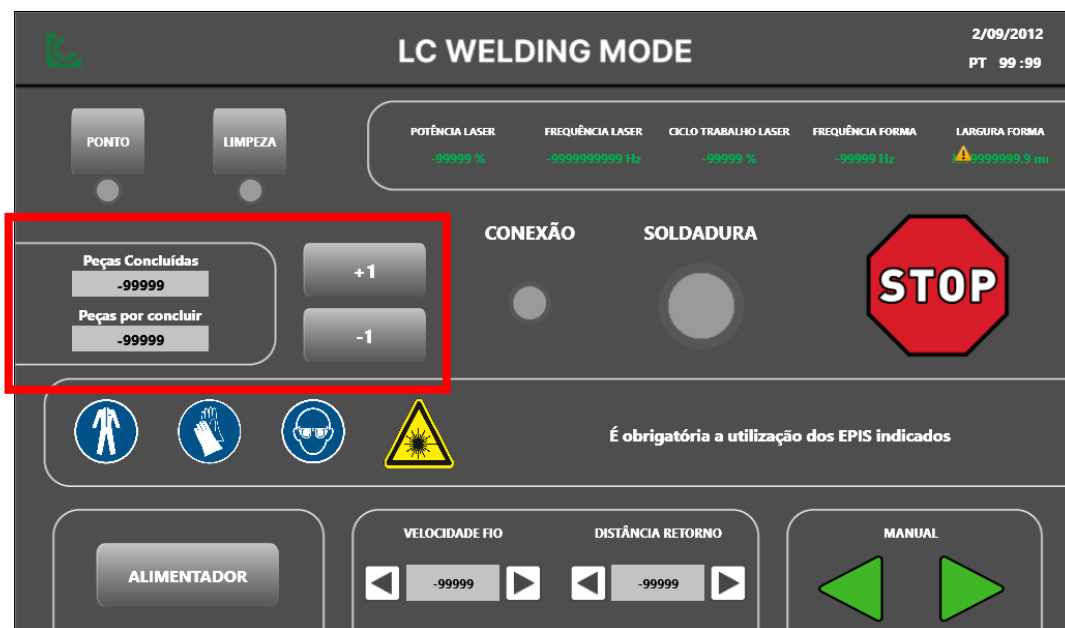 LC WELDING MODE
2/09/2012
PT 99:99
PONTO
LIMPEZA
POTÊNCIA LASER
FREQUÊNCIA LASER
CICLO TRABALHO LASER
FREQUÊNCIA FORMA
LARGURA FORMA
-99999 %
-9999999999 Hz
-99999 %
-99999 Hz
9999999.9
CONEXÃO
SOLDADURA
Peças Concluídas
-99999
Peças por concluir
-99999
+1
-1
STOP
É obrigatória a utilização dos EPIS indicados
ALIMENTADOR
VELOCIDADE FIO
-99999
DISTÂNCIA RETORNO
-99999
MANUAL